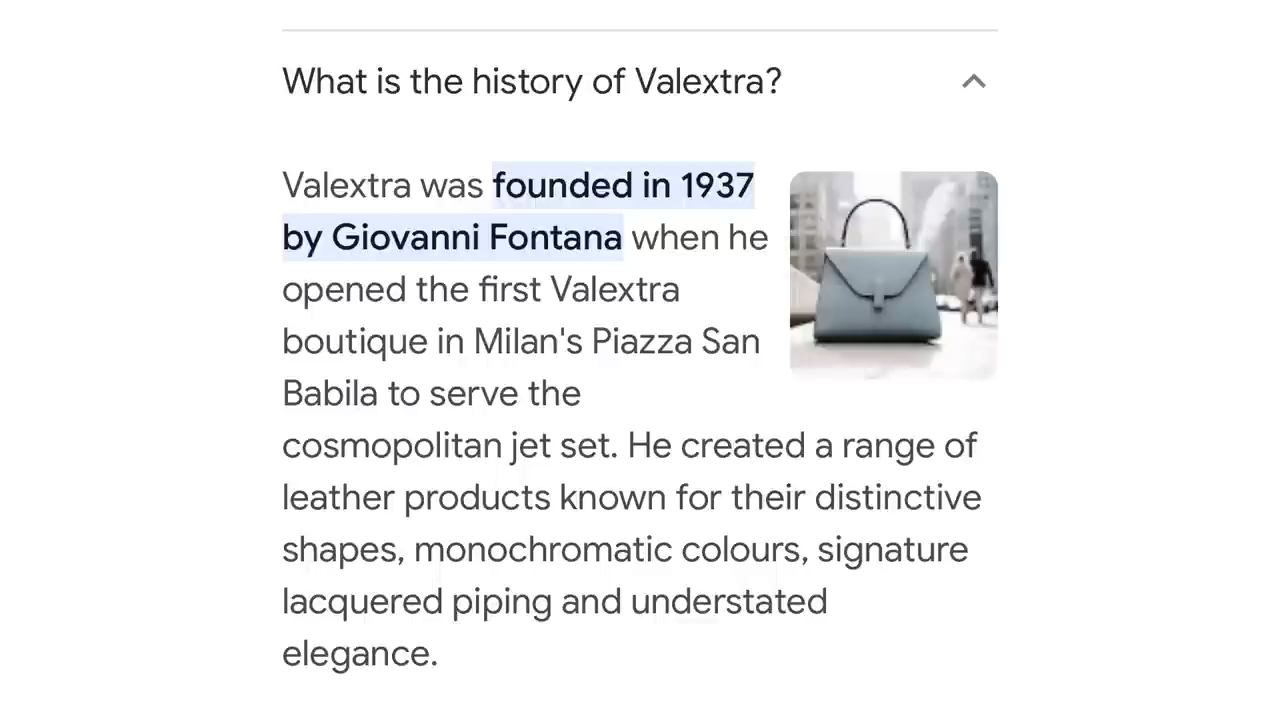 What is the history of Valextra?
Valextra was founded in 1937
by Giovanni Fontana when he
opened the first Valextra
boutique in Milan's Piazza San
Babila to serve the
cosmopolitan jet set. He created a range of
leather products known for their distinctive
shapes, monochromatic colours, signature
lacquered piping and understated
elegance.